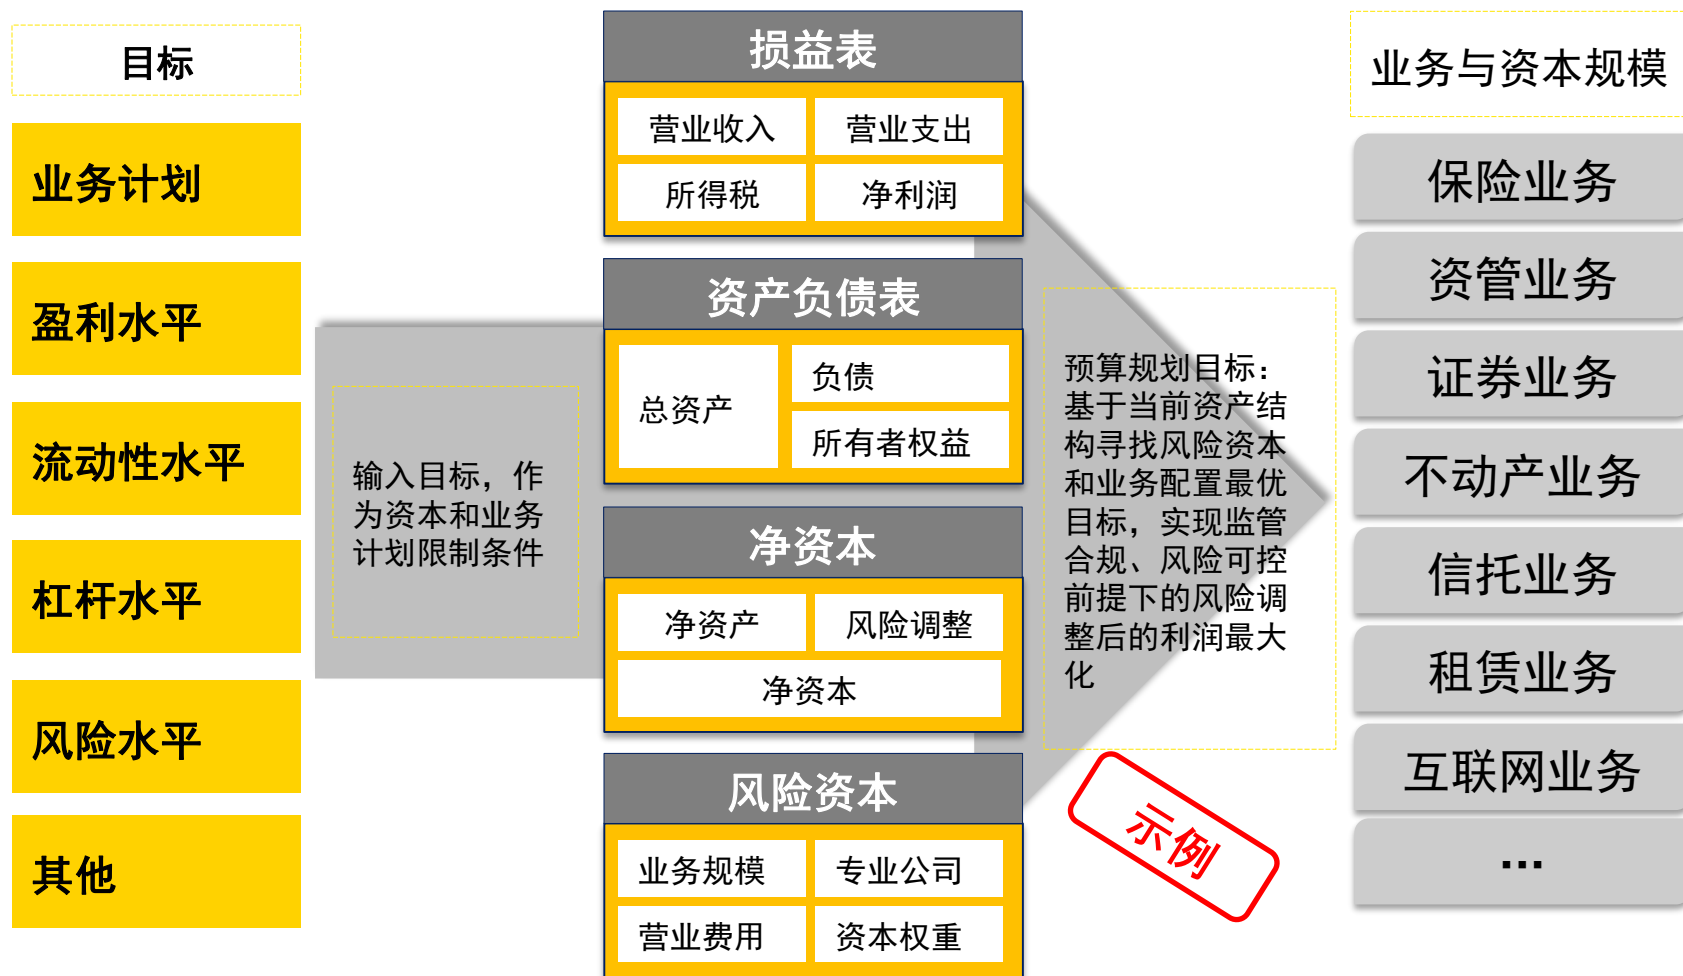 目标
业务计划
盈利水平
流动性水平
杠杆水平
风险水平
其他
输入目标，作
为资本和业务
计划限制条件
损益表
营业收入
营业支出
所得税
净利润
资产负债表
总资产
负债
所有者权益
净资本
净资产
风险调整
净资本
风险资本
业务规模
专业公司
营业费用
资本权重
预算规划目标：
基于当前资产结
构寻找风险资本
和业务配置最优
目标，实现监管
合规、风险可控
前提下的风险调
整后的利润最大
化
示例
业务与资本规模
保险业务
资管业务
证券业务
不动产业务
信托业务
租赁业务
互联网业务
...